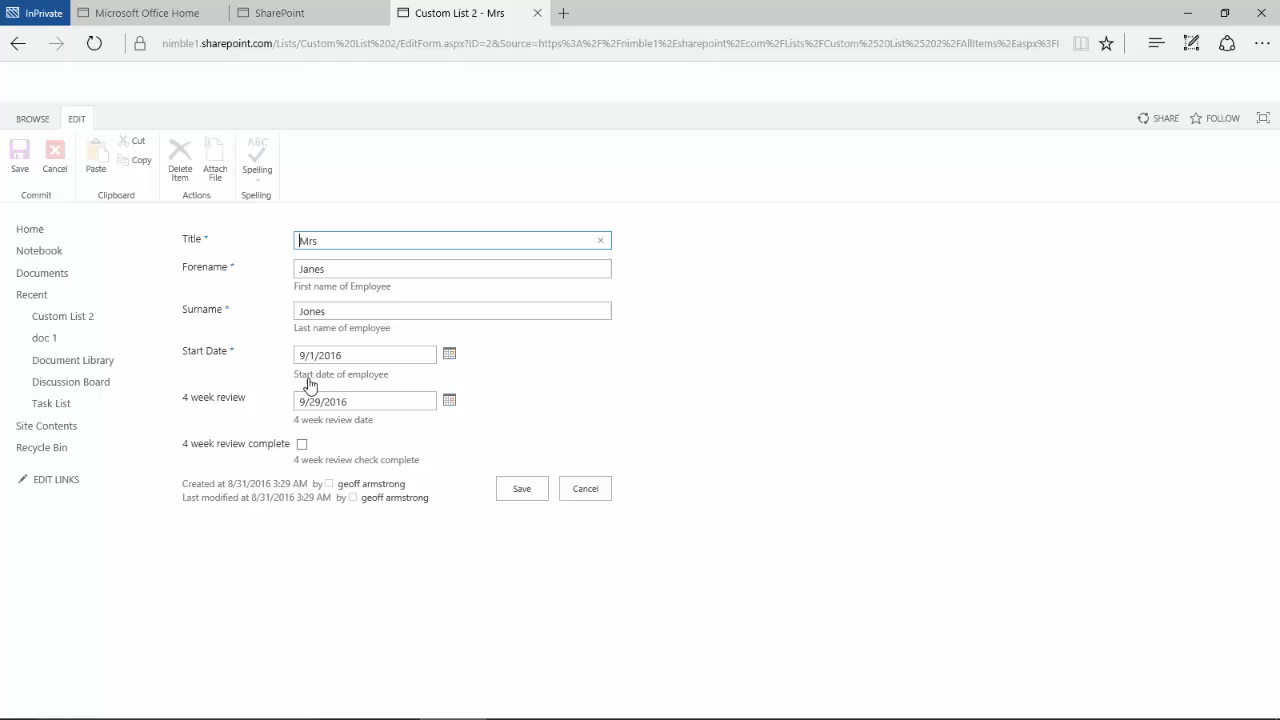 InPrivate Microsoft Office Home SharePoint Custom List 2 - Mrs
nimble1.sharepoint.com/Lists/Custom%20List%202/EditForm.aspx?ID=2&Source=https%3A%2F%2Fnimble1%2Esharepoint%2Ecom%2FLists%2FCustom%2520List%25202%2FAllItems%2Easpx%3FI
BROWSE EDIT SHARE FOLLOW
Save Cancel Paste Cut Copy Delete Item Attach File ABC Spelling
Commit Clipboard Actions Spelling
Home
Notebook
Documents
Recent
Custom List 2
doc 1
Document Library
Discussion Board
Task List
Site Contents
Recycle Bin
EDIT LINKS
Title * Mrs
Forename * Janes
First name of Employee
Surname * Jones
Last name of employee
Start Date * 9/1/2016
Start date of employee
4 week review 9/29/2016
4 week review date
4 week review complete
4 week review check complete
Created at 8/31/2016 3:29 AM by geoff armstrong
Last modified at 8/31/2016 3:29 AM by geoff armstrong
Save Cancel